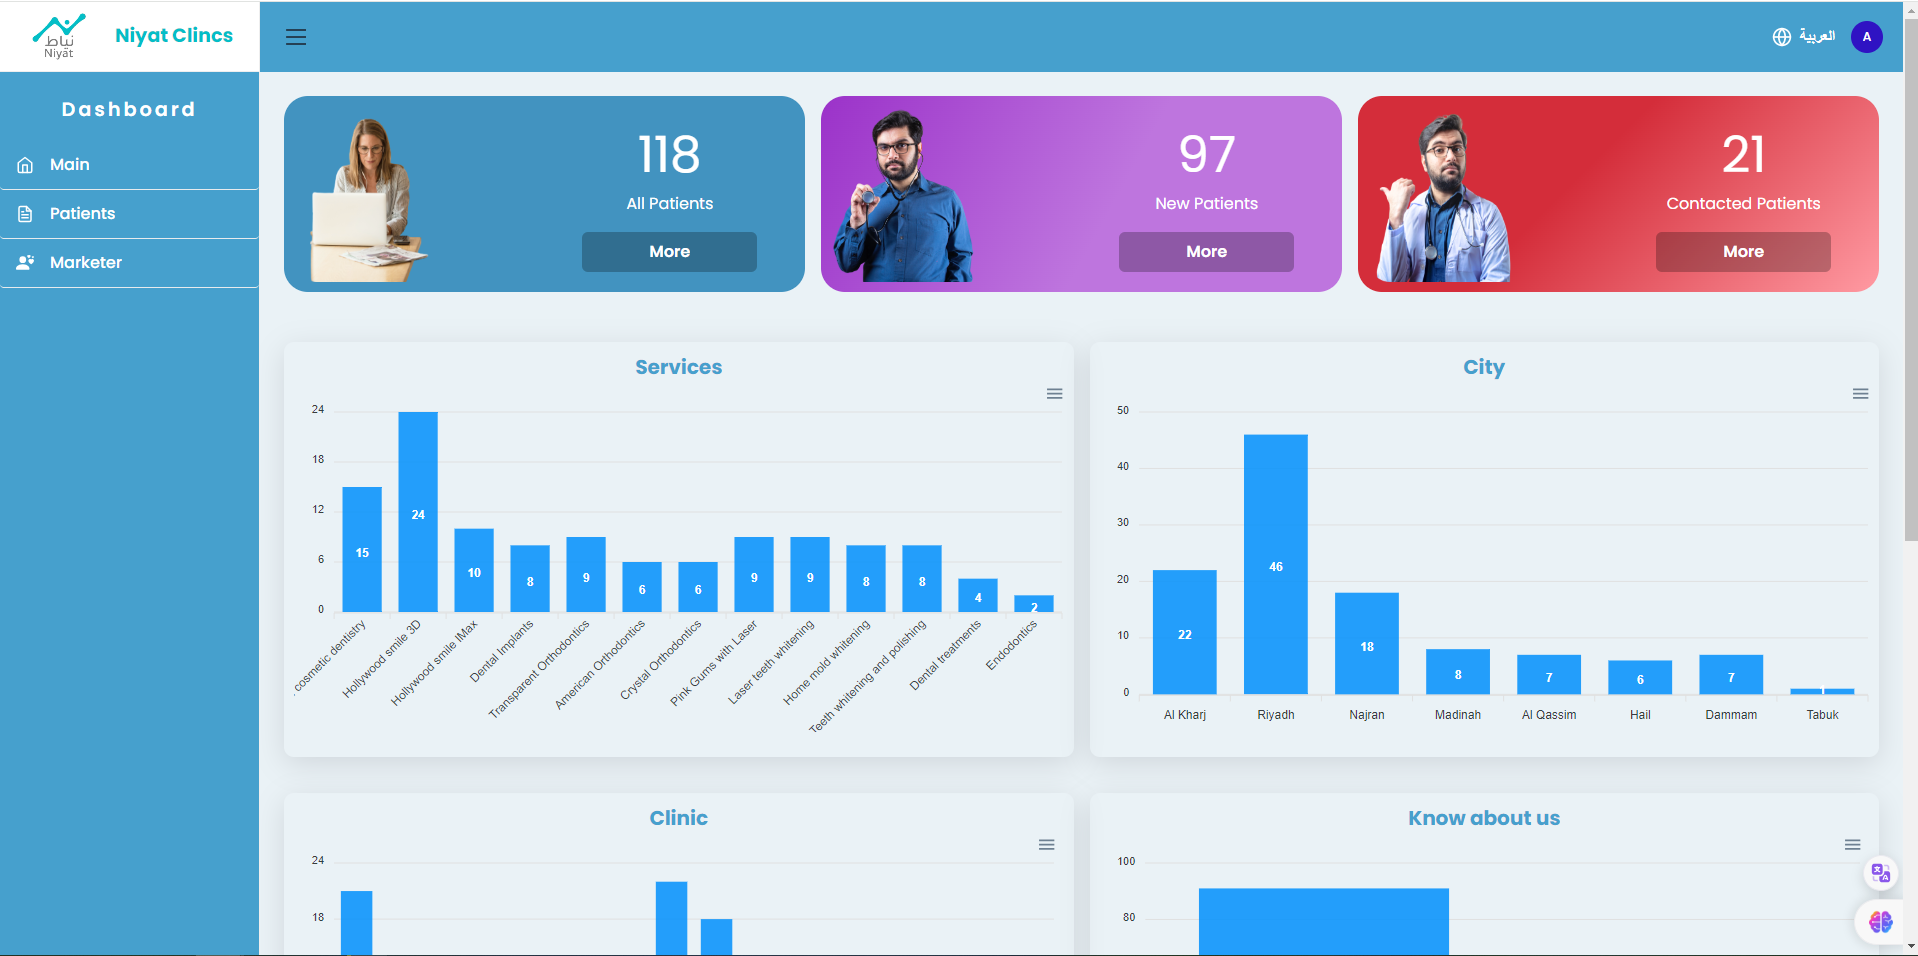 نياط
Niyāt
Niyat Clincs
العربية
A
Dashboard
Main
Patients
Marketer
118
All Patients
More
97
New Patients
More
21
Contacted Patients
More
Services
24
18
12
6
0
15
24
10
8
9
6
6
9
9
8
8
4
2
cosmetic dentistry
Hollywood smile 3D
Hollywood smile IMax
Dental Implants
Transparent Orthodontics
American Orthodontics
Crystal Orthodontics
Pink Gums with Laser
Laser teeth whitening
Home mold whitening
Teeth whitening and polishing
Dental treatments
Endodontics
City
50
40
30
20
10
0
22
46
18
8
7
6
7
1
Al Kharj
Riyadh
Najran
Madinah
Al Qassim
Hail
Dammam
Tabuk
Clinic
24
18
Know about us
100
80